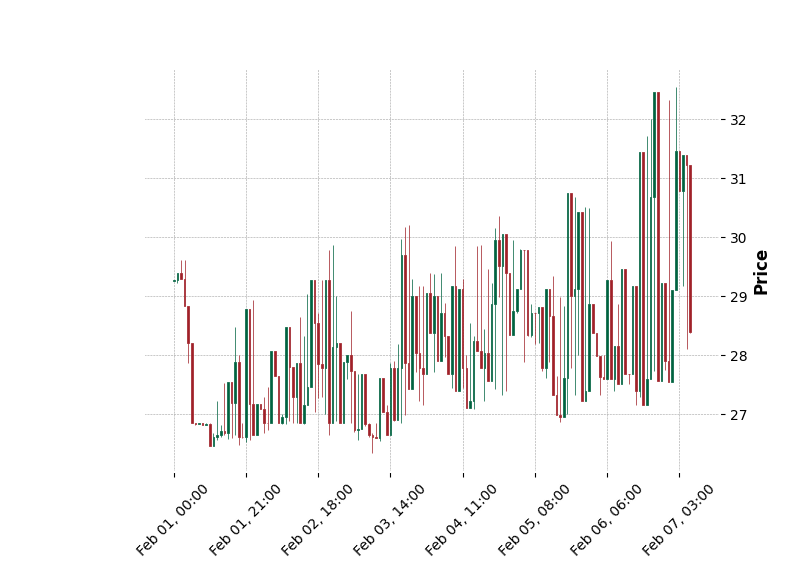 32
31
30
29
28
27
Price
Feb 01, 00:00
Feb 01, 21:00
Feb 02, 18:00
Feb 03, 14:00
Feb 04, 11:00
Feb 05, 08:00
Feb 06, 06:00
Feb 07, 03:00